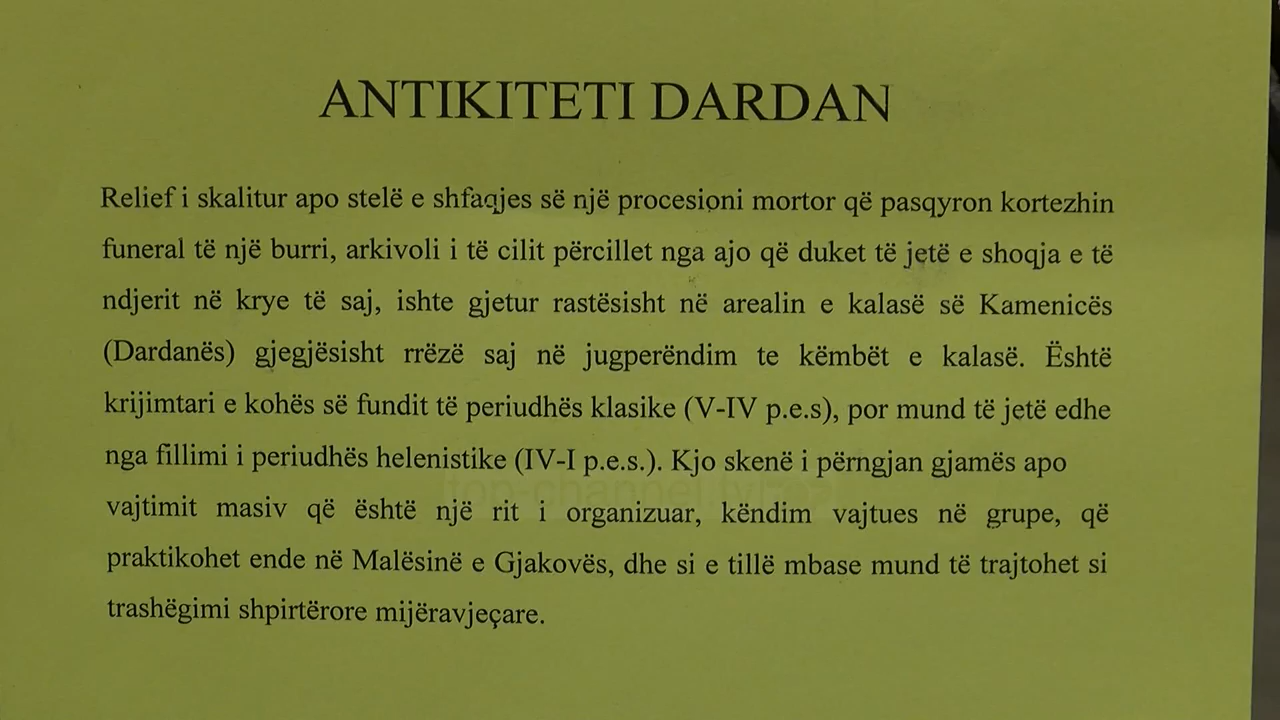 ANTIKITETI DARDAN
Relief i skalitur apo stelë e shfaqjes së një procesioni mortor që pasqyron kortezhin
funeral të një burri, arkivoli i të cilit përcillet nga ajo që duket të jetë e shoqja e të
ndjerit në krye të saj, ishte gjetur rastësisht në arealin e kalasë së Kamenicës
(Dardanës) gjegjësisht rrëzë saj në jugperëndim te këmbët e kalasë. Është
krijimtari e kohës së fundit të periudhës klasike (V-IV p.e.s), por mund të jetë edhe
nga fillimi i periudhës helenistike (IV-I p.e.s.). Kjo skenë i përngjan gjamës apo
vajtimit masiv që është një rit i organizuar, këndim vajtues në grupe, që
praktikohet ende në Malësinë e Gjakovës, dhe si e tillë mbase mund të trajtohet si
trashëgimi shpirtërore mijëravjeçare.